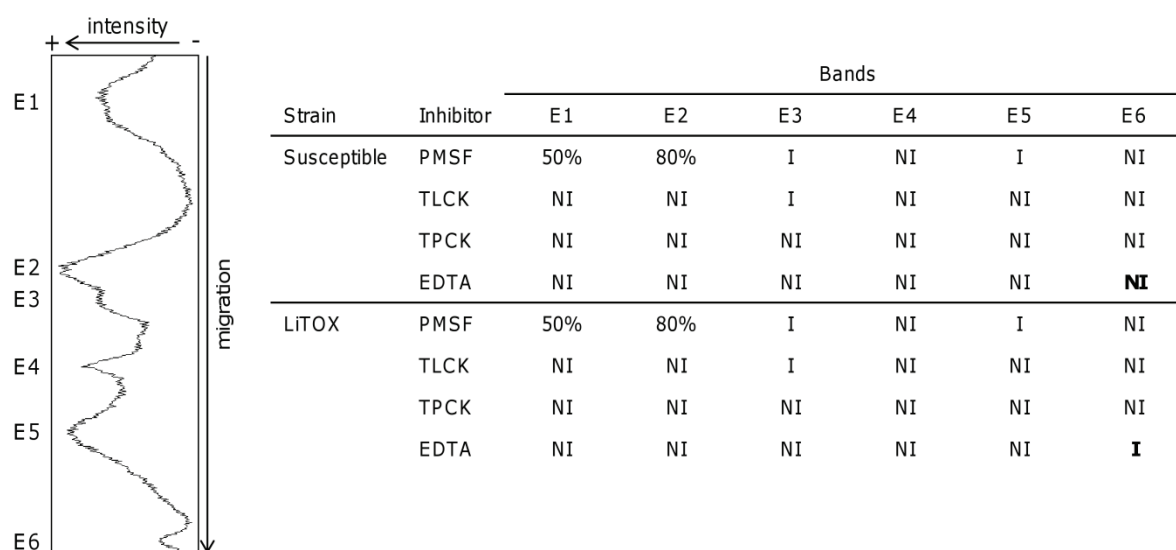 intensity
+ -
E1
E2
E3
E4
E5
E6
migration
Bands
Strain Inhibitor E1 E2 E3 E4 E5 E6
Susceptible PMSF 50% 80% I NI I NI
TLCK NI NI I NI NI NI
TPCK NI NI NI NI NI NI
EDTA NI NI NI NI NI NI
LiTOX PMSF 50% 80% I NI I NI
TLCK NI NI I NI NI NI
TPCK NI NI NI NI NI NI
EDTA NI NI NI NI NI I